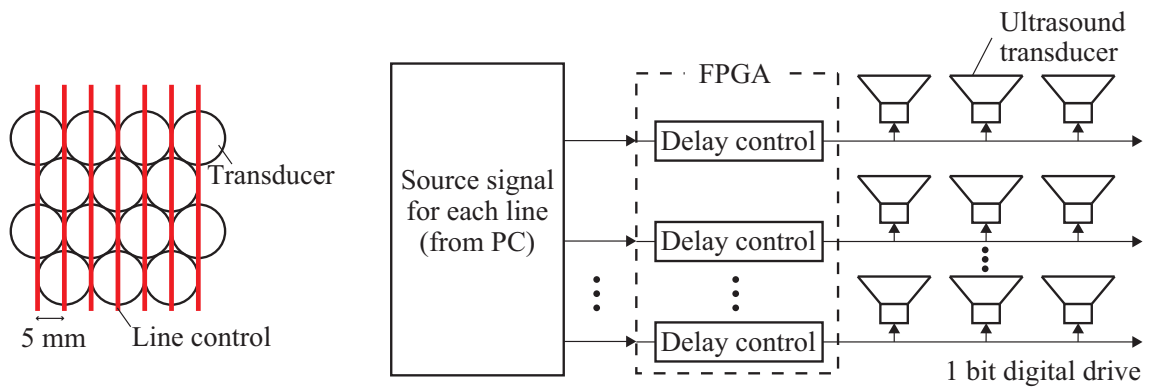 Transducer
Line control
5 mm
Source signal
for each line
(from PC)
FPGA
Delay control
Delay control
Delay control
Ultrasound
transducer
1 bit digital drive